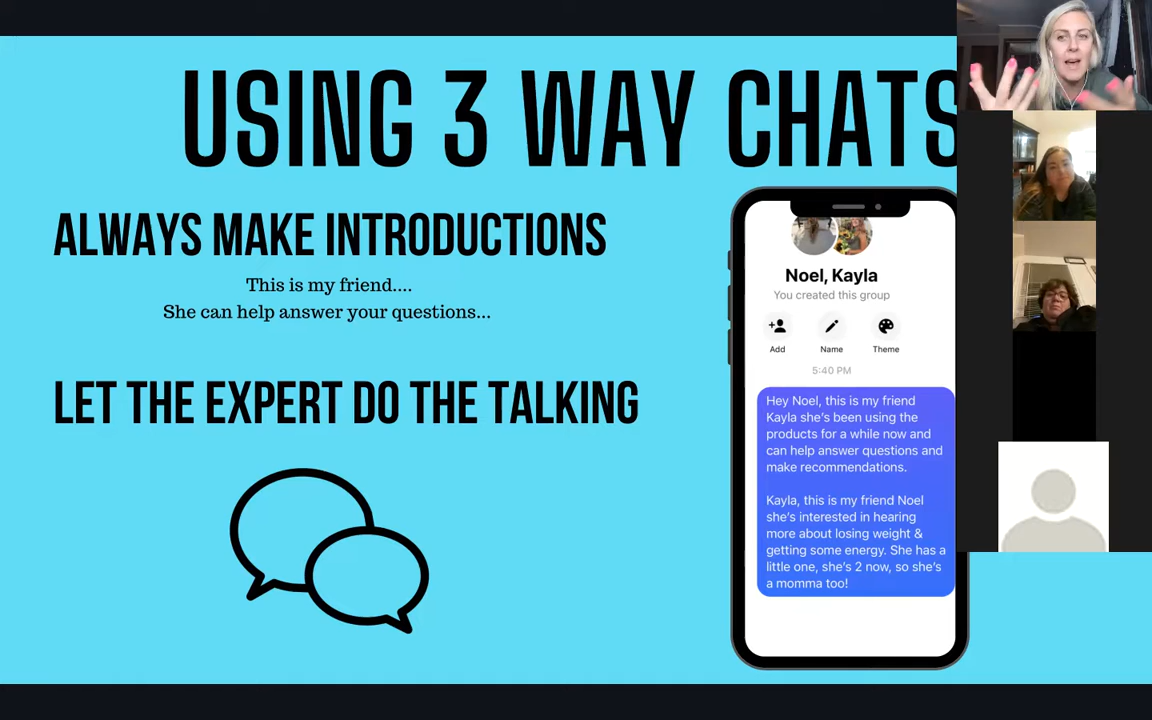 USING 3 WAY CHATS
ALWAYS MAKE INTRODUCTIONS
This is my friend....
She can help answer your questions...
LET THE EXPERT DO THE TALKING
Noel, Kayla
You created this group
Add
Name
Theme
5:40 PM
Hey Noel, this is my friend
Kayla she's been using the
products for a while now and
can help answer questions and
make recommendations.
Kayla, this is my friend Noel
she's interested in hearing
more about losing weight &
getting some energy. She has a
little one, she's 2 now, so she's
a momma too!